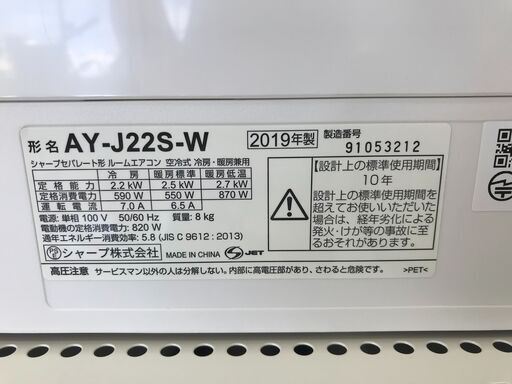 形名 AY-J22S-W 2019年製 製造番号 91053212
シャープセパレート形 ルームエアコン 空冷式 冷房・暖房兼用
冷房 暖房標準 暖房低温
定格能力 2.2 kW 2.5 kW 2.7 kW
定格消費電力 590 W 550 W 870 W
運転電流 7.0 A 6.5 A
電源: 単相 100 V 50/60 Hz 質量: 8 kg
電動機の定格消費電力: 820 W
通年エネルギー消費効率: 5.8 (JIS C 9612 : 2013)
シャープ株式会社 MADE IN CHINA JET
【設計上の標準使用期間】
10年
設計上の標準使用期間を
超えてお使いいただいた
場合は、経年劣化による
発火・けが等の事故に至
るおそれがあります。
高圧注意 サービスマン以外の人は分解しない。内部に高電圧部があり、さわると危険。 >PET<